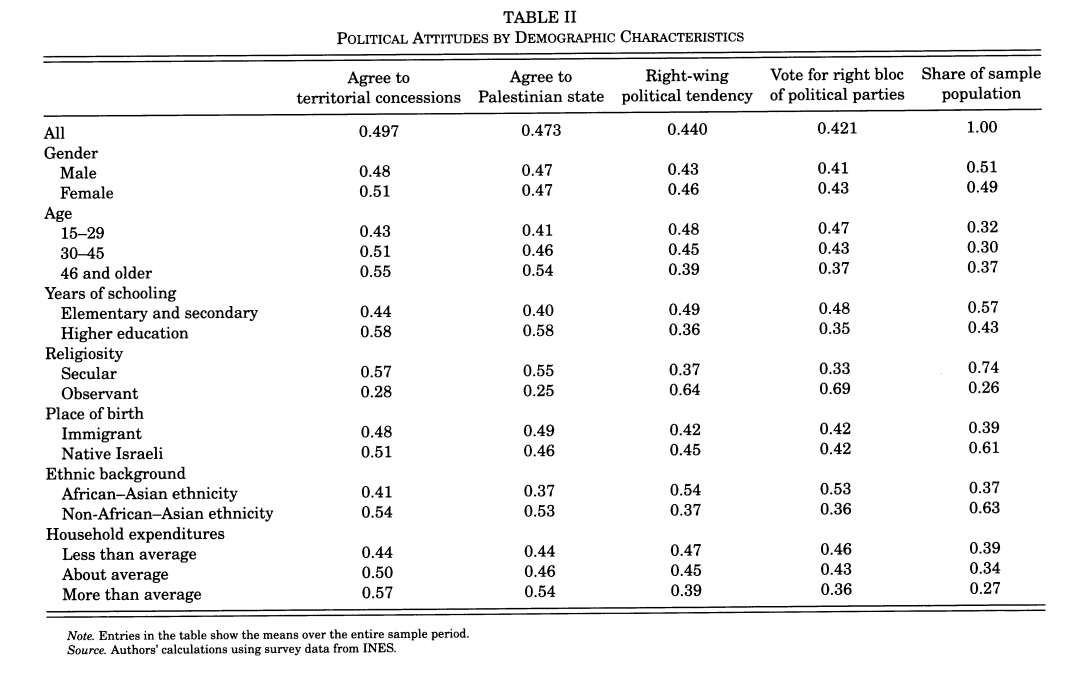 TABLE II
POLITICAL ATTITUDES BY DEMOGRAPHIC CHARACTERISTICS
Agree to territorial concessions Agree to Palestinian state Right-wing political tendency Vote for right bloc of political parties Share of sample population
All 0.497 0.473 0.440 0.421 1.00
Gender
Male 0.48 0.47 0.43 0.41 0.51
Female 0.51 0.47 0.46 0.43 0.49
Age
15–29 0.43 0.41 0.48 0.47 0.32
30–45 0.51 0.46 0.45 0.43 0.30
46 and older 0.55 0.54 0.39 0.37 0.37
Years of schooling
Elementary and secondary 0.44 0.40 0.49 0.48 0.57
Higher education 0.58 0.58 0.36 0.35 0.43
Religiosity
Secular 0.57 0.55 0.37 0.33 0.74
Observant 0.28 0.25 0.64 0.69 0.26
Place of birth
Immigrant 0.48 0.49 0.42 0.42 0.39
Native Israeli 0.51 0.46 0.45 0.42 0.61
Ethnic background
African–Asian ethnicity 0.41 0.37 0.54 0.53 0.37
Non-African–Asian ethnicity 0.54 0.53 0.37 0.36 0.63
Household expenditures
Less than average 0.44 0.44 0.47 0.46 0.39
About average 0.50 0.46 0.45 0.43 0.34
More than average 0.57 0.54 0.39 0.36 0.27
Note. Entries in the table show the means over the entire sample period.
Source. Authors' calculations using survey data from INES.